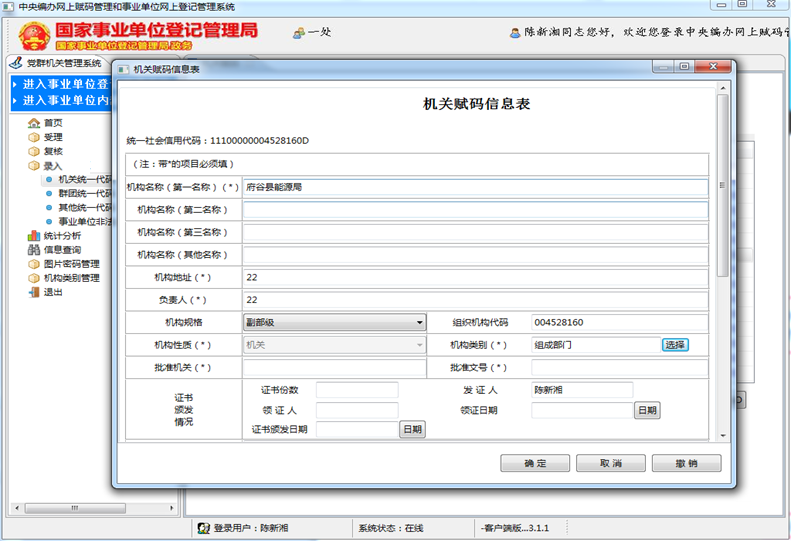 中央编办网上赋码管理和事业单位网上登记管理系统
国家事业单位登记管理局
国家事业单位登记管理局.政务
一处
陈新湘同志您好，欢迎您登录中央编办网上赋码
党群机关管理系统
进入事业单位登
进入事业单位内
首页
受理
复核
录入
机关统一代码
群团统一代码
其他统一代码
事业单位非法
统计分析
信息查询
图片密码管理
机构类别管理
退出
机关赋码信息表
机关赋码信息表
统一社会信用代码：11100000004528160D
（注：带*的项目必须填）
机构名称（第一名称）(*) 府谷县能源局
机构名称（第二名称）
机构名称（第三名称）
机构名称（其他名称）
机构地址(*) 22
负责人(*) 22
机构规格 副部级 组织机构代码 004528160
机构性质(*) 机关 机构类别(*) 组成部门 选择
批准机关(*) 批准文号(*)
证书颁发情况
证书份数 发 证 人 陈新湘
领 证 人 领证日期 日期
证书颁发日期 日期
确 定 取 消 撤 销
登录用户：陈新湘 系统状态：在线 -客户端版...3.1.1